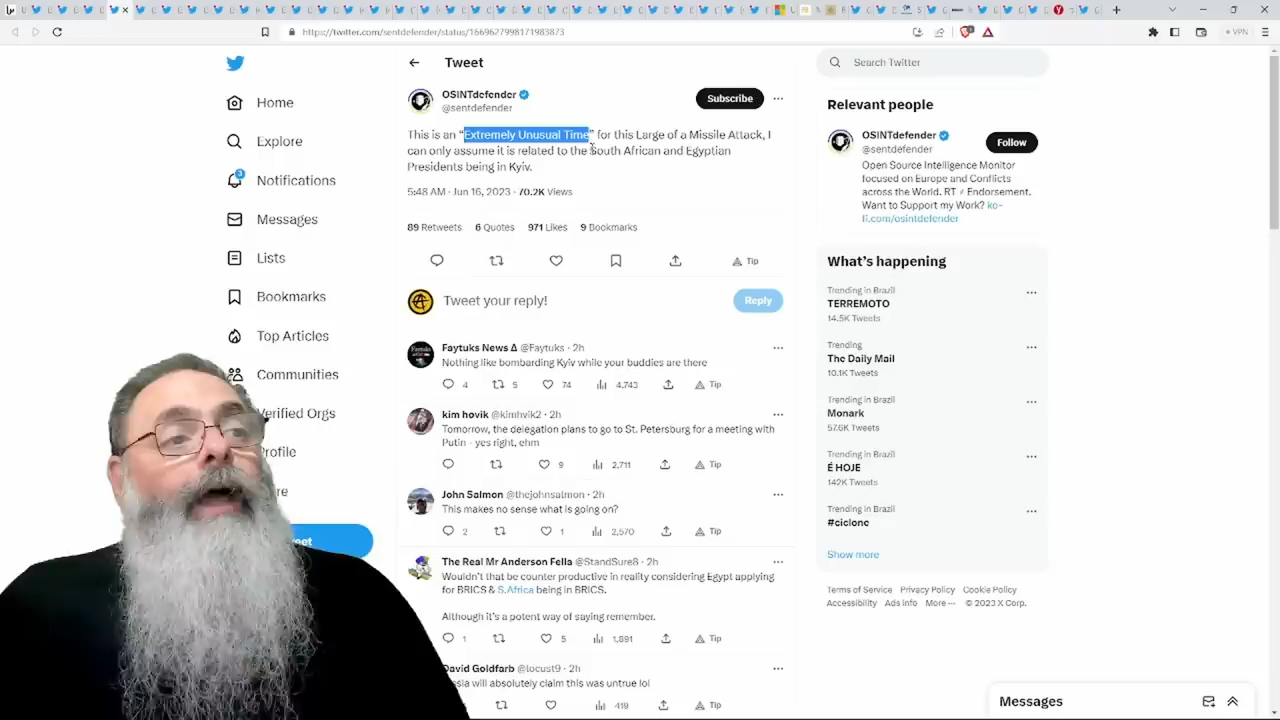 https://twitter.com/sentdefender/status/1669627998171983873
VPN
Home
Explore
3
Notifications
Messages
Lists
Bookmarks
Top Articles
Communities
Verified Orgs
Tweet
OSINTdefender
@sentdefender
Subscribe
This is an “Extremely Unusual Time” for this Large of a Missile Attack, I
can only assume it is related to the South African and Egyptian
Presidents being in Kyiv.
5:48 AM · Jun 16, 2023 · 70.2K Views
89 Retweets 6 Quotes 971 Likes 9 Bookmarks
Tip
Tweet your reply!
Reply
Faytuks News Δ @Faytuks · 2h
Nothing like bombarding Kyiv while your buddies are there
4 5 74 4,743 Tip
kim hovik @kimhvik2 · 2h
Tomorrow, the delegation plans to go to St. Petersburg for a meeting with
Putin - yes right, ehm
9 2,711 Tip
John Salmon @thejohnsalmon · 2h
This makes no sense what is going on?
2 1 2,570 Tip
The Real Mr Anderson Fella @StandSure8 · 2h
Wouldn't that be counter productive in reality considering Egypt applying
for BRICS & S.Africa being in BRICS.
Although it's a potent way of saying remember.
1 5 1,891 Tip
David Goldfarb @locust9 · 2h
will absolutely claim this was untrue lol
419 Tip
Search Twitter
Relevant people
OSINTdefender
@sentdefender
Follow
Open Source Intelligence Monitor
focused on Europe and Conflicts
across the World. RT ≠ Endorsement.
Want to Support my Work? ko-
fi.com/osintdefender
What's happening
Trending in Brazil
TERREMOTO
14.5K Tweets
Trending
The Daily Mail
10.1K Tweets
Trending in Brazil
Monark
57.6K Tweets
Trending in Brazil
É HOJE
142K Tweets
Trending in Brazil
#ciclone
Show more
Terms of Service Privacy Policy Cookie Policy
Accessibility Ads info More ··· © 2023 X Corp.
Messages